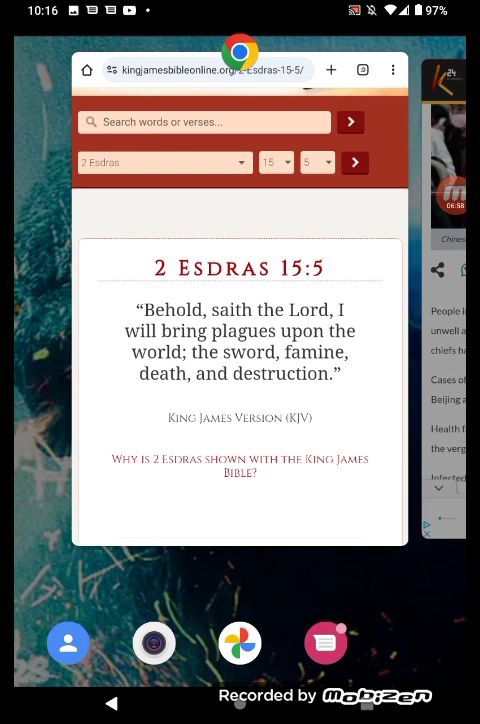 10:16
97%
kingjamesbibleonline.org/2-Esdras-15-5/
Search words or verses...
2 Esdras
15
5
24
06:58
Chines
2 Esdras 15:5
“Behold, saith the Lord, I
will bring plagues upon the
world; the sword, famine,
death, and destruction.”
King James Version (KJV)
Why is 2 Esdras shown with the King James
Bible?
People i
unwell a
chiefs ha
Cases of
Beijing a
Health f
the verg
Infected
Recorded by Mobizen